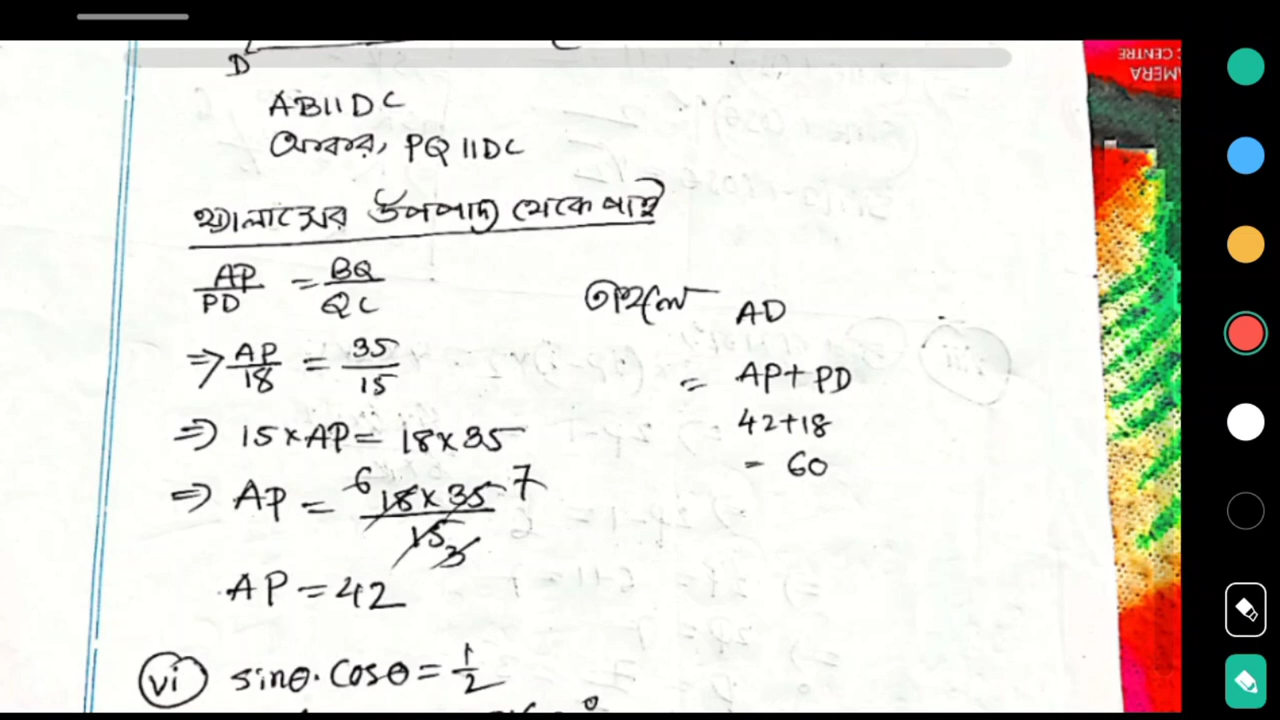 D
AB||DC
আবার, PQ||DC
থ্যালাসের উপপাদ্য থেকে পাই
AP/PD = BQ/QC
⇒ AP/18 = 35/15
⇒ 15×AP = 18×35
⇒ AP = 18×35/15 6 7 3
AP = 42
তাহলে AD
= AP+PD
42+18
= 60
(vi) sinθ·cosθ = 1/2
CENTRE